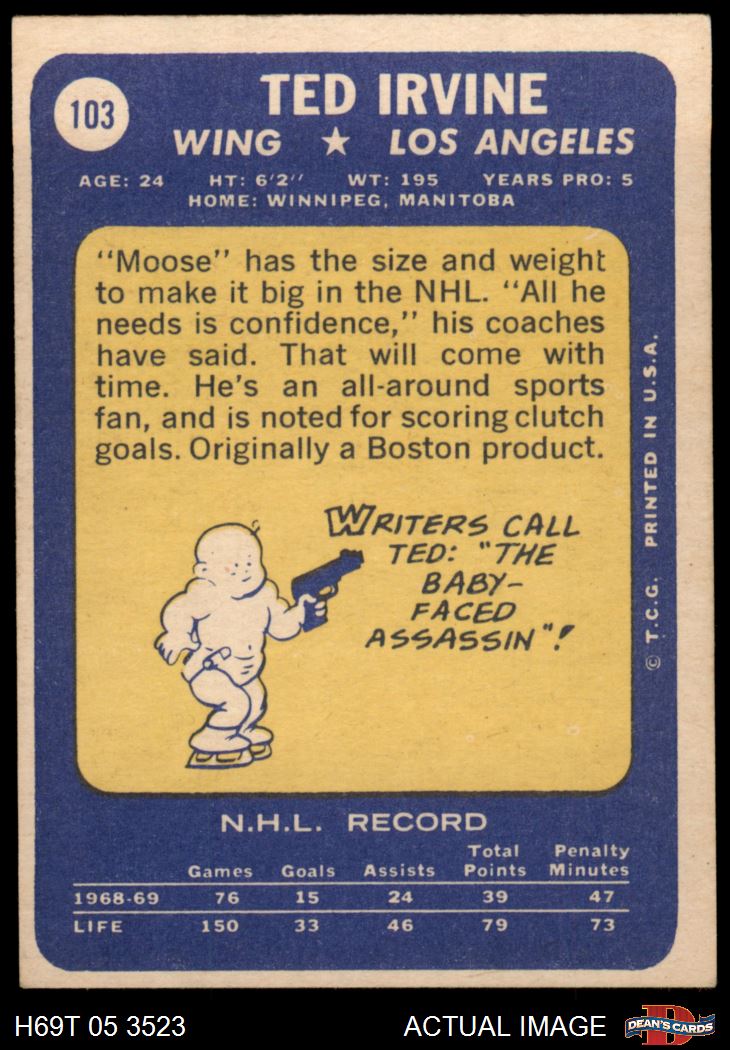 103
TED IRVINE
WING ★ LOS ANGELES
AGE: 24 HT: 6'2'' WT: 195 YEARS PRO: 5
HOME: WINNIPEG, MANITOBA
‘‘Moose’’ has the size and weight
to make it big in the NHL. ‘‘All he
needs is confidence,’’ his coaches
have said. That will come with
time. He's an all-around sports
fan, and is noted for scoring clutch
goals. Originally a Boston product.
WRITERS CALL
TED: "THE
BABY-
FACED
ASSASSIN"!
© T.C.G. PRINTED IN U.S.A.
N.H.L. RECORD
Total Penalty
Games Goals Assists Points Minutes
1968-69 76 15 24 39 47
LIFE 150 33 46 79 73
H69T 05 3523 ACTUAL IMAGE D DEAN'S CARDS